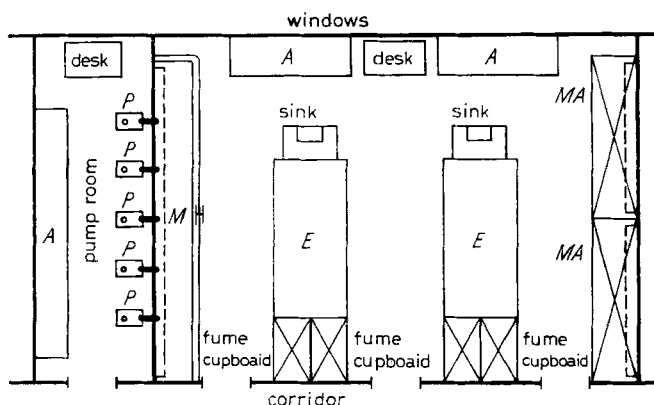 windows
desk
A
desk
A
MA
P
sink
sink
P
pump room
A
P
M
E
E
MA
P
P
fume
cupboaid
fume
cupboaid
fume
cupboaid
corridor